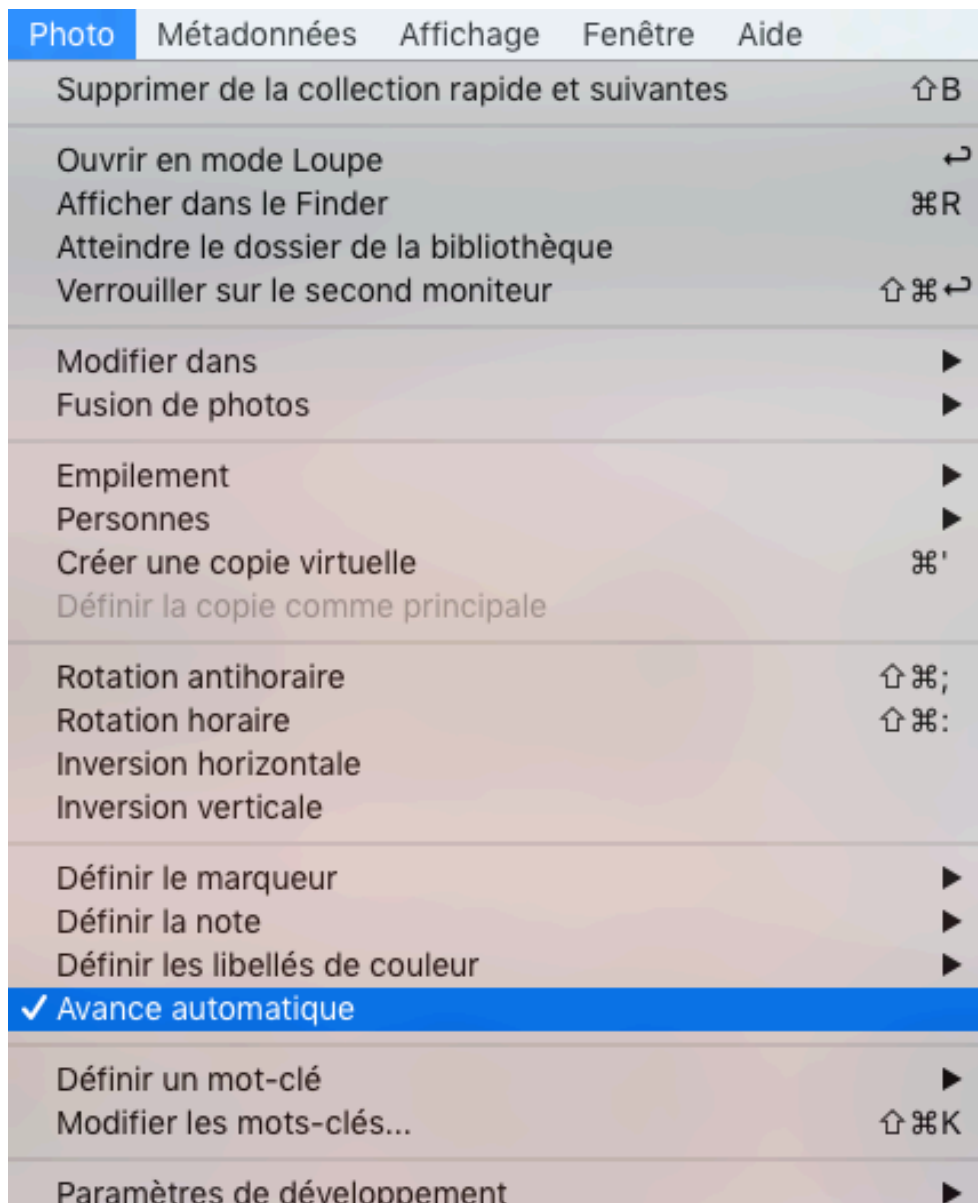 Photo Métadonnées Affichage Fenêtre Aide
Supprimer de la collection rapide et suivantes ⇧B
Ouvrir en mode Loupe ↩
Afficher dans le Finder ⌘R
Atteindre le dossier de la bibliothèque
Verrouiller sur le second moniteur ⇧⌘↩
Modifier dans ▶
Fusion de photos ▶
Empilement ▶
Personnes ▶
Créer une copie virtuelle ⌘'
Définir la copie comme principale
Rotation antihoraire ⇧⌘;
Rotation horaire ⇧⌘:
Inversion horizontale
Inversion verticale
Définir le marqueur ▶
Définir la note ▶
Définir les libellés de couleur ▶
✓ Avance automatique
Définir un mot-clé ▶
Modifier les mots-clés... ⇧⌘K
Paramètres de développement ▶